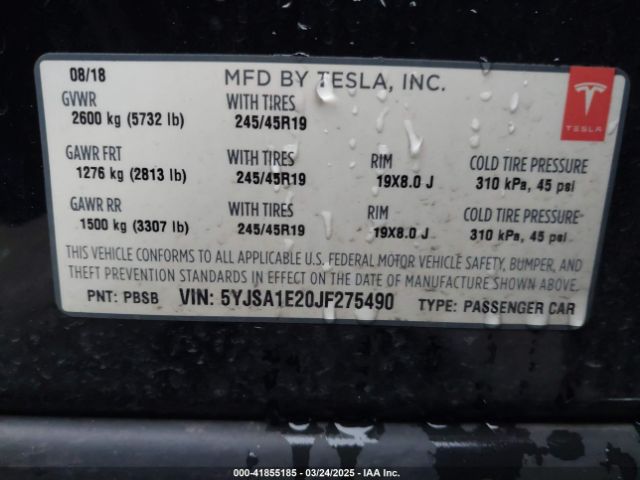 08/18 MFD BY TESLA, INC.
GVWR WITH TIRES
2600 kg (5732 lb) 245/45R19
TESLA
GAWR FRT WITH TIRES RIM COLD TIRE PRESSURE
1276 kg (2813 lb) 245/45R19 19X8.0 J 310 kPa, 45 psi
GAWR RR WITH TIRES RIM COLD TIRE PRESSURE
1500 kg (3307 lb) 245/45R19 19X8.0 J 310 kPa, 45 psi
THIS VEHICLE CONFORMS TO ALL APPLICABLE U.S. FEDERAL MOTOR VEHICLE SAFETY, BUMPER, AND
THEFT PREVENTION STANDARDS IN EFFECT ON THE DATE OF MANUFACTURE SHOWN ABOVE.
PNT: PBSB VIN: 5YJSA1E20JF275490 TYPE: PASSENGER CAR
000-41855185 - 03/24/2025 - IAA Inc.